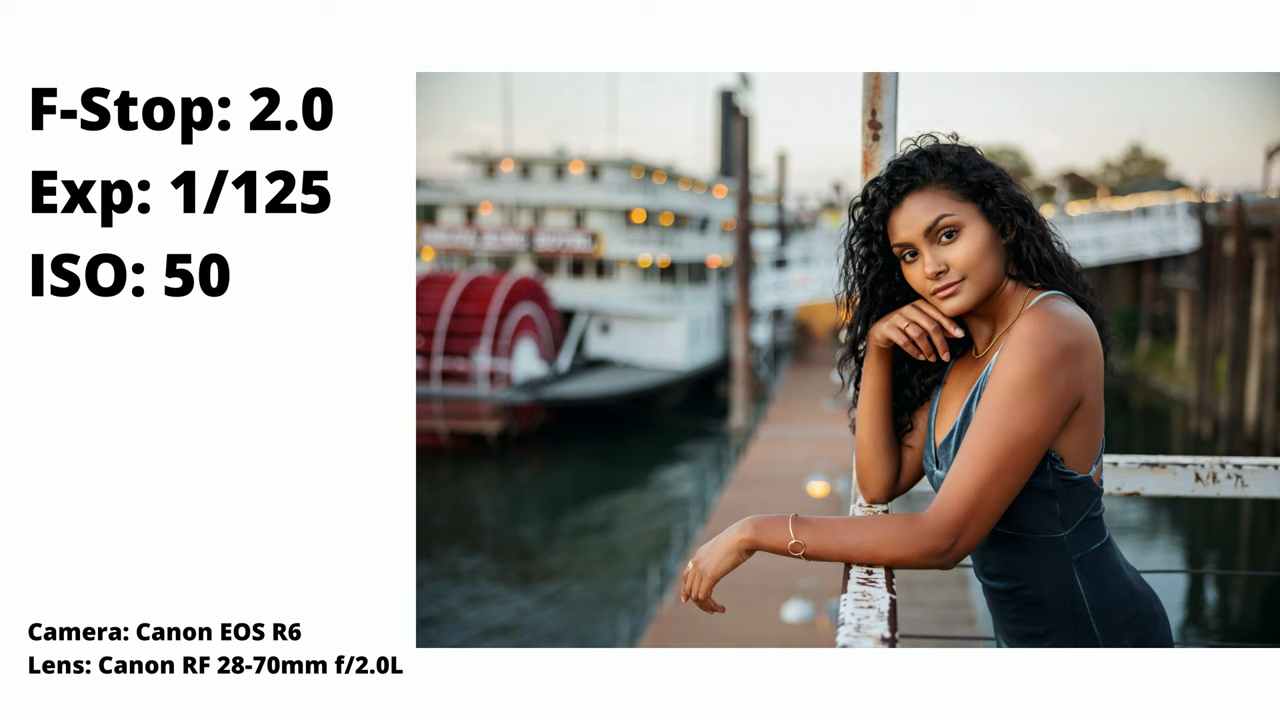 F-Stop: 2.0
Exp: 1/125
ISO: 50
Camera: Canon EOS R6
Lens: Canon RF 28-70mm f/2.0L